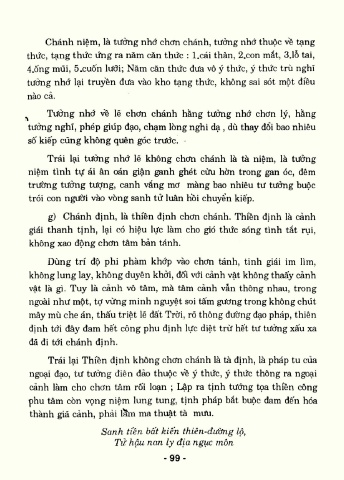 Chánh niệm, là tưởng nhớ chơn chánh, tưởng nhớ thuộc về tạng
thức, tạng thức ứng ra năm căn thức : 1.cái thân, 2.con mắt, 3.lỗ tai,
4.ống mũi, 5.cuốn lưỡi; Năm căn thức đưa vô ý thức, ý thức trù nghĩ
tưởng nhớ lại truyền đưa vào kho tạng thức, không sai sót một điều
nào cả.
Tưởng nhớ về lẽ chơn chánh hằng tưởng nhớ chơn lý, hằng
tưởng nghĩ, phép giúp đạo, chạm lòng nghi dạ , dù thay đổi bao nhiêu
số kiếp cũng không quên góc trước.
Trái lại tưởng nhớ lẽ không chơn chánh là tà niệm, là tưởng
niệm tình tự ái ân oán giận ganh ghét cừu hờn trong gan óc, đêm
trường tưởng tượng, canh vắng mơ màng bao nhiêu tư tưởng buộc
trói con người vào vòng sanh tử luân hồi chuyển kiếp.
g) Chánh định, là thiền định chơn chánh. Thiền định là cảnh
giái thanh tịnh, lại có hiệu lực làm cho gió thức sóng tình tắt rụi,
không xao động chơn tâm bản tánh.
Dùng trí độ phi phàm khớp vào chơn tánh, tình giái im lìm,
không lung lay, không duyên khởi, đối với cảnh vật không thấy cảnh
vật là gì. Tuy là cảnh vô tâm, mà tâm cảnh vẫn thông nhau, trong
ngoài như một, tợ vừng minh nguyệt soi tấm gương trong không chút
mây mù che án, thấu triệt lẽ đất Trời, rõ thông đường đạo pháp, thiền
định tới đây đam hết công phu định lực diệt trừ hết tư tưởng xấu xa
đã đi tới chánh định.
Trái lại Thiền định không chơn chánh là tà định, là pháp tu của
ngoại đạo, tư tưởng điên đảo thuộc về ý thức, ý thức thông ra ngoại
cảnh làm cho chơn tâm rối loạn ; Lập ra tịnh tưởng tọa thiền công
phu tâm còn vọng niệm lung tung, tịnh pháp bắt buộc đam đến hóa
thành giả cảnh, phải lầm ma thuật tà mưu.
Sanh tiền bất kiến thiên-đường lộ,
Tử hậu nan ly địa ngục môn
- 99 -